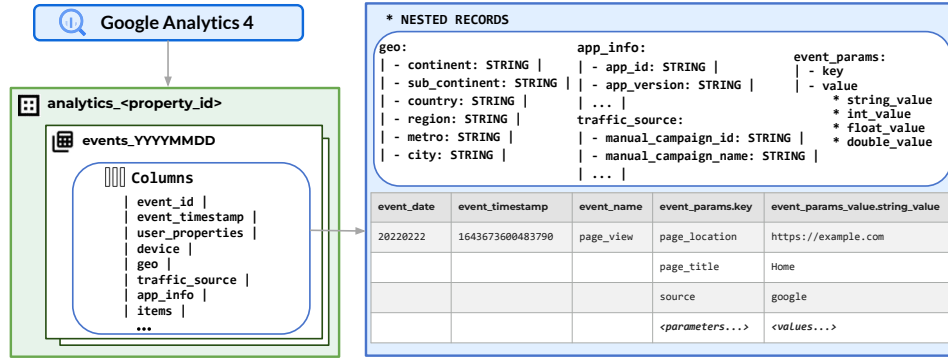 Google Analytics 4
analytics_<property_id>
events_YYYYMMDD
Columns
| event_id |
| event_timestamp |
| user_properties |
| device |
| geo |
| traffic_source |
| app_info |
| items |
...
* NESTED RECORDS
geo:
| - continent: STRING |
| - sub_continent: STRING |
| - country: STRING |
| - region: STRING |
| - metro: STRING |
| - city: STRING |
app_info:
| - app_id: STRING |
| - app_version: STRING |
| ... |
traffic_source:
| - manual_campaign_id: STRING |
| - manual_campaign_name: STRING |
| ... |
event_params:
| - key
| - value
* string_value
* int_value
* float_value
* double_value
event_date event_timestamp event_name event_params.key event_params_value.string_value
20220222 1643673600483790 page_view page_location https://example.com
page_title Home
source google
<parameters...> <values...>